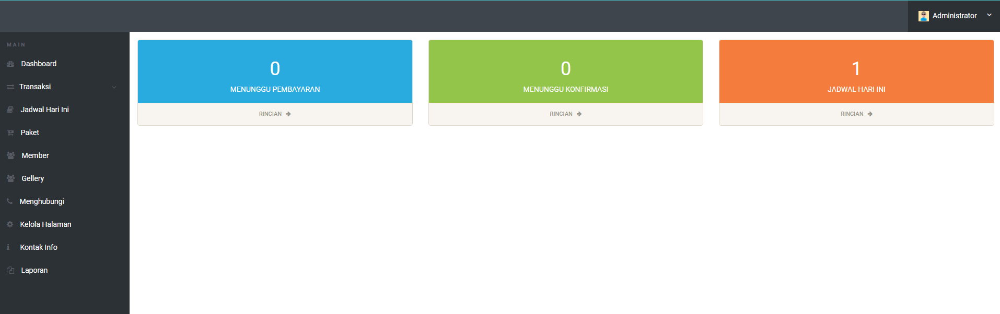 Administrator
MAIN
Dashboard
Transaksi
Jadwal Hari Ini
Paket
Member
Gellery
Menghubungi
Kelola Halaman
Kontak Info
Laporan
0
MENUNGGU PEMBAYARAN
RINCIAN
0
MENUNGGU KONFIRMASI
RINCIAN
1
JADWAL HARI INI
RINCIAN